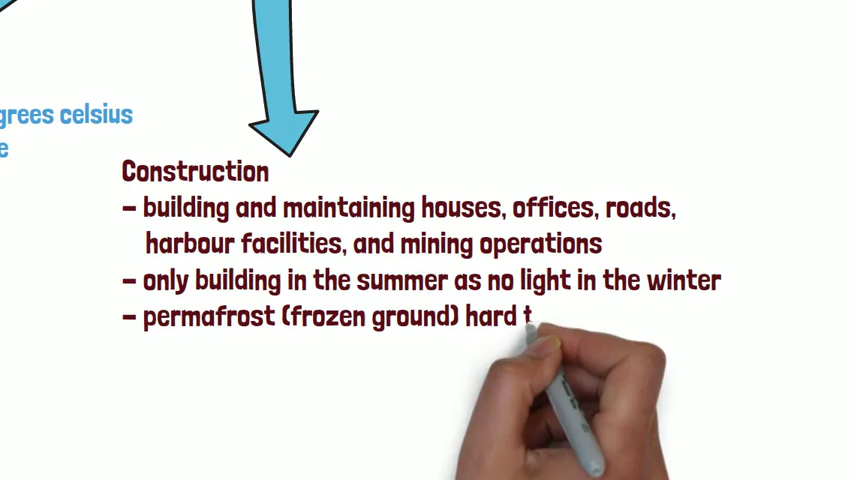 grees celsius
e
Construction
– building and maintaining houses, offices, roads,
harbour facilities, and mining operations
– only building in the summer as no light in the winter
– permafrost (frozen ground) hard t